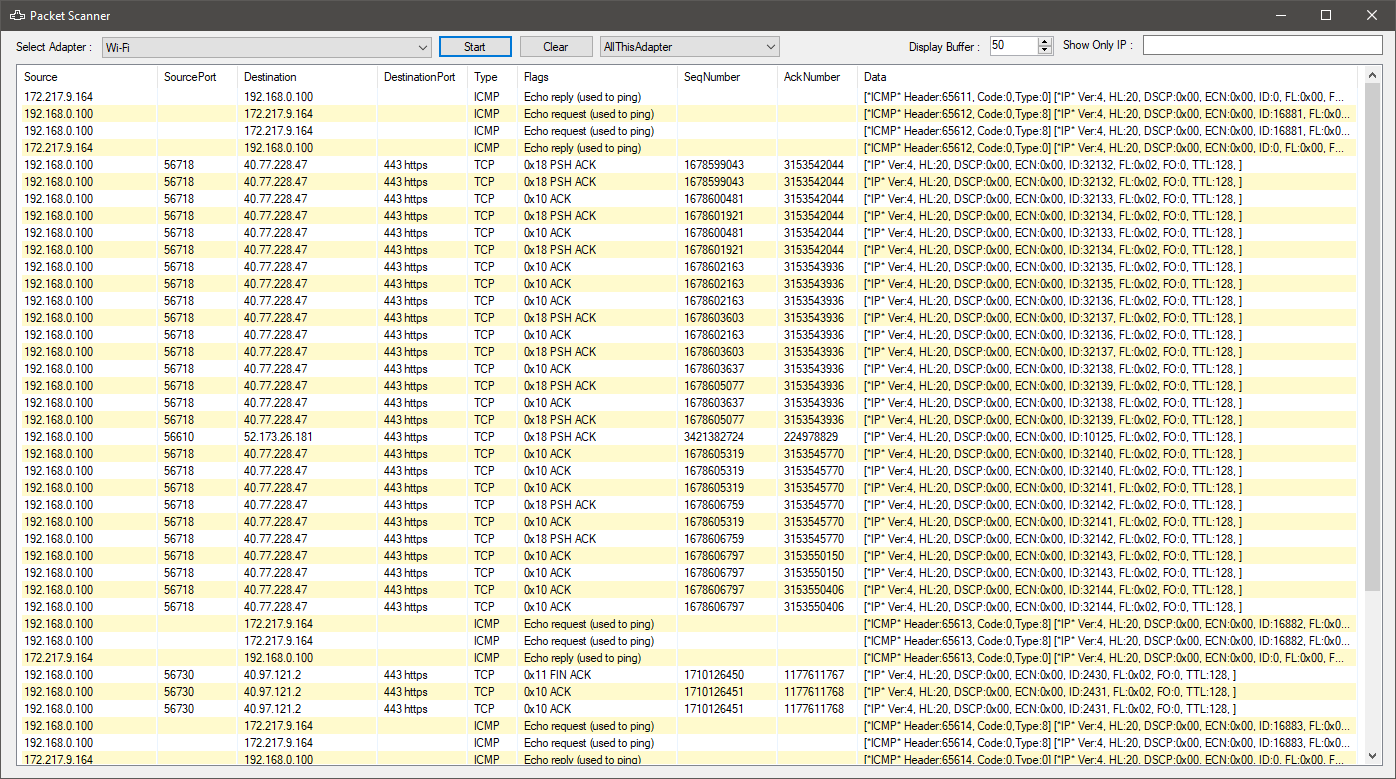 Packet Scanner
Select Adapter : Wi-Fi Start Clear AllThisAdapter Display Buffer : 50 Show Only IP :
Source SourcePort Destination DestinationPort Type Flags SeqNumber AckNumber Data
172.217.9.164 192.168.0.100 ICMP Echo reply (used to ping) [*ICMP* Header:65611, Code:0,Type:0] [*IP* Ver:4, HL:20, DSCP:0x00, ECN:0x00, ID:0, FL:0x00, F...
192.168.0.100 172.217.9.164 ICMP Echo request (used to ping) [*ICMP* Header:65612, Code:0,Type:8] [*IP* Ver:4, HL:20, DSCP:0x00, ECN:0x00, ID:16881, FL:0x0...
192.168.0.100 172.217.9.164 ICMP Echo request (used to ping) [*ICMP* Header:65612, Code:0,Type:8] [*IP* Ver:4, HL:20, DSCP:0x00, ECN:0x00, ID:16881, FL:0x0...
172.217.9.164 192.168.0.100 ICMP Echo reply (used to ping) [*ICMP* Header:65612, Code:0,Type:0] [*IP* Ver:4, HL:20, DSCP:0x00, ECN:0x00, ID:0, FL:0x00, F...
192.168.0.100 56718 40.77.228.47 443 https TCP 0x18 PSH ACK 1678599043 3153542044 [*IP* Ver:4, HL:20, DSCP:0x00, ECN:0x00, ID:32132, FL:0x02, FO:0, TTL:128, ]
192.168.0.100 56718 40.77.228.47 443 https TCP 0x18 PSH ACK 1678599043 3153542044 [*IP* Ver:4, HL:20, DSCP:0x00, ECN:0x00, ID:32132, FL:0x02, FO:0, TTL:128, ]
192.168.0.100 56718 40.77.228.47 443 https TCP 0x10 ACK 1678600481 3153542044 [*IP* Ver:4, HL:20, DSCP:0x00, ECN:0x00, ID:32133, FL:0x02, FO:0, TTL:128, ]
192.168.0.100 56718 40.77.228.47 443 https TCP 0x18 PSH ACK 1678601921 3153542044 [*IP* Ver:4, HL:20, DSCP:0x00, ECN:0x00, ID:32134, FL:0x02, FO:0, TTL:128, ]
192.168.0.100 56718 40.77.228.47 443 https TCP 0x10 ACK 1678600481 3153542044 [*IP* Ver:4, HL:20, DSCP:0x00, ECN:0x00, ID:32133, FL:0x02, FO:0, TTL:128, ]
192.168.0.100 56718 40.77.228.47 443 https TCP 0x18 PSH ACK 1678601921 3153542044 [*IP* Ver:4, HL:20, DSCP:0x00, ECN:0x00, ID:32134, FL:0x02, FO:0, TTL:128, ]
192.168.0.100 56718 40.77.228.47 443 https TCP 0x10 ACK 1678602163 3153543936 [*IP* Ver:4, HL:20, DSCP:0x00, ECN:0x00, ID:32135, FL:0x02, FO:0, TTL:128, ]
192.168.0.100 56718 40.77.228.47 443 https TCP 0x10 ACK 1678602163 3153543936 [*IP* Ver:4, HL:20, DSCP:0x00, ECN:0x00, ID:32135, FL:0x02, FO:0, TTL:128, ]
192.168.0.100 56718 40.77.228.47 443 https TCP 0x10 ACK 1678602163 3153543936 [*IP* Ver:4, HL:20, DSCP:0x00, ECN:0x00, ID:32136, FL:0x02, FO:0, TTL:128, ]
192.168.0.100 56718 40.77.228.47 443 https TCP 0x18 PSH ACK 1678603603 3153543936 [*IP* Ver:4, HL:20, DSCP:0x00, ECN:0x00, ID:32137, FL:0x02, FO:0, TTL:128, ]
192.168.0.100 56718 40.77.228.47 443 https TCP 0x10 ACK 1678602163 3153543936 [*IP* Ver:4, HL:20, DSCP:0x00, ECN:0x00, ID:32136, FL:0x02, FO:0, TTL:128, ]
192.168.0.100 56718 40.77.228.47 443 https TCP 0x18 PSH ACK 1678603603 3153543936 [*IP* Ver:4, HL:20, DSCP:0x00, ECN:0x00, ID:32137, FL:0x02, FO:0, TTL:128, ]
192.168.0.100 56718 40.77.228.47 443 https TCP 0x10 ACK 1678603637 3153543936 [*IP* Ver:4, HL:20, DSCP:0x00, ECN:0x00, ID:32138, FL:0x02, FO:0, TTL:128, ]
192.168.0.100 56718 40.77.228.47 443 https TCP 0x18 PSH ACK 1678605077 3153543936 [*IP* Ver:4, HL:20, DSCP:0x00, ECN:0x00, ID:32139, FL:0x02, FO:0, TTL:128, ]
192.168.0.100 56718 40.77.228.47 443 https TCP 0x10 ACK 1678603637 3153543936 [*IP* Ver:4, HL:20, DSCP:0x00, ECN:0x00, ID:32138, FL:0x02, FO:0, TTL:128, ]
192.168.0.100 56718 40.77.228.47 443 https TCP 0x18 PSH ACK 1678605077 3153543936 [*IP* Ver:4, HL:20, DSCP:0x00, ECN:0x00, ID:32139, FL:0x02, FO:0, TTL:128, ]
192.168.0.100 56610 52.173.26.181 443 https TCP 0x18 PSH ACK 3421382724 224978829 [*IP* Ver:4, HL:20, DSCP:0x00, ECN:0x00, ID:10125, FL:0x02, FO:0, TTL:128, ]
192.168.0.100 56718 40.77.228.47 443 https TCP 0x10 ACK 1678605319 3153545770 [*IP* Ver:4, HL:20, DSCP:0x00, ECN:0x00, ID:32140, FL:0x02, FO:0, TTL:128, ]
192.168.0.100 56718 40.77.228.47 443 https TCP 0x10 ACK 1678605319 3153545770 [*IP* Ver:4, HL:20, DSCP:0x00, ECN:0x00, ID:32140, FL:0x02, FO:0, TTL:128, ]
192.168.0.100 56718 40.77.228.47 443 https TCP 0x10 ACK 1678605319 3153545770 [*IP* Ver:4, HL:20, DSCP:0x00, ECN:0x00, ID:32141, FL:0x02, FO:0, TTL:128, ]
192.168.0.100 56718 40.77.228.47 443 https TCP 0x18 PSH ACK 1678606759 3153545770 [*IP* Ver:4, HL:20, DSCP:0x00, ECN:0x00, ID:32142, FL:0x02, FO:0, TTL:128, ]
192.168.0.100 56718 40.77.228.47 443 https TCP 0x10 ACK 1678605319 3153545770 [*IP* Ver:4, HL:20, DSCP:0x00, ECN:0x00, ID:32141, FL:0x02, FO:0, TTL:128, ]
192.168.0.100 56718 40.77.228.47 443 https TCP 0x18 PSH ACK 1678606759 3153545770 [*IP* Ver:4, HL:20, DSCP:0x00, ECN:0x00, ID:32142, FL:0x02, FO:0, TTL:128, ]
192.168.0.100 56718 40.77.228.47 443 https TCP 0x10 ACK 1678606797 3153550150 [*IP* Ver:4, HL:20, DSCP:0x00, ECN:0x00, ID:32143, FL:0x02, FO:0, TTL:128, ]
192.168.0.100 56718 40.77.228.47 443 https TCP 0x10 ACK 1678606797 3153550150 [*IP* Ver:4, HL:20, DSCP:0x00, ECN:0x00, ID:32143, FL:0x02, FO:0, TTL:128, ]
192.168.0.100 56718 40.77.228.47 443 https TCP 0x10 ACK 1678606797 3153550406 [*IP* Ver:4, HL:20, DSCP:0x00, ECN:0x00, ID:32144, FL:0x02, FO:0, TTL:128, ]
192.168.0.100 56718 40.77.228.47 443 https TCP 0x10 ACK 1678606797 3153550406 [*IP* Ver:4, HL:20, DSCP:0x00, ECN:0x00, ID:32144, FL:0x02, FO:0, TTL:128, ]
192.168.0.100 172.217.9.164 ICMP Echo request (used to ping) [*ICMP* Header:65613, Code:0,Type:8] [*IP* Ver:4, HL:20, DSCP:0x00, ECN:0x00, ID:16882, FL:0x0...
192.168.0.100 172.217.9.164 ICMP Echo request (used to ping) [*ICMP* Header:65613, Code:0,Type:8] [*IP* Ver:4, HL:20, DSCP:0x00, ECN:0x00, ID:16882, FL:0x0...
172.217.9.164 192.168.0.100 ICMP Echo reply (used to ping) [*ICMP* Header:65613, Code:0,Type:0] [*IP* Ver:4, HL:20, DSCP:0x00, ECN:0x00, ID:0, FL:0x00, F...
192.168.0.100 56730 40.97.121.2 443 https TCP 0x11 FIN ACK 1710126450 1177611767 [*IP* Ver:4, HL:20, DSCP:0x00, ECN:0x00, ID:2430, FL:0x02, FO:0, TTL:128, ]
192.168.0.100 56730 40.97.121.2 443 https TCP 0x10 ACK 1710126451 1177611768 [*IP* Ver:4, HL:20, DSCP:0x00, ECN:0x00, ID:2431, FL:0x02, FO:0, TTL:128, ]
192.168.0.100 56730 40.97.121.2 443 https TCP 0x10 ACK 1710126451 1177611768 [*IP* Ver:4, HL:20, DSCP:0x00, ECN:0x00, ID:2431, FL:0x02, FO:0, TTL:128, ]
192.168.0.100 172.217.9.164 ICMP Echo request (used to ping) [*ICMP* Header:65614, Code:0,Type:8] [*IP* Ver:4, HL:20, DSCP:0x00, ECN:0x00, ID:16883, FL:0x0...
192.168.0.100 172.217.9.164 ICMP Echo request (used to ping) [*ICMP* Header:65614, Code:0,Type:8] [*IP* Ver:4, HL:20, DSCP:0x00, ECN:0x00, ID:16883, FL:0x0...
172.217.9.164 192.168.0.100 ICMP Echo reply (used to ping) [*ICMP* Header:65614, Code:0,Type:0] [*IP* Ver:4, HL:20, DSCP:0x00, ECN:0x00, ID:0, FL:0x00, F...